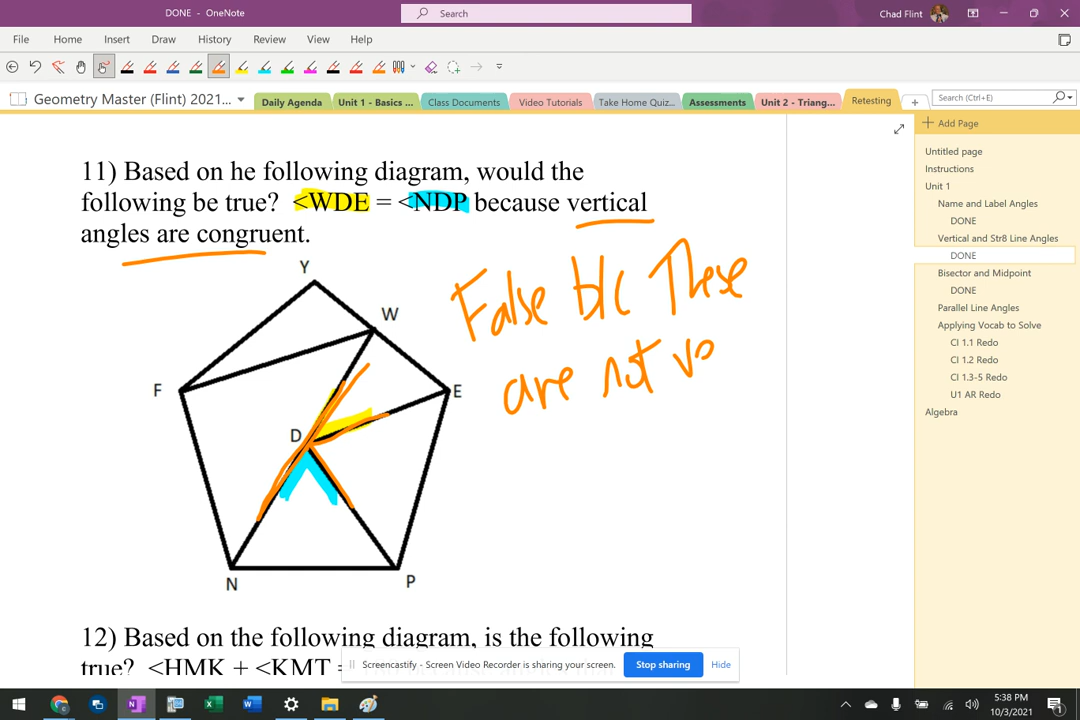 DONE - OneNote
Search
Chad Flint
File Home Insert Draw History Review View Help
Geometry Master (Flint) 2021...
Daily Agenda
Unit 1 - Basics ...
Class Documents
Video Tutorials
Take Home Quiz...
Assessments
Unit 2 - Triang...
Retesting
Search (Ctrl+E)
Add Page
Untitled page
Instructions
Unit 1
Name and Label Angles
DONE
Vertical and Str8 Line Angles
DONE
Bisector and Midpoint
DONE
Parallel Line Angles
Applying Vocab to Solve
CI 1.1 Redo
CI 1.2 Redo
CI 1.3-5 Redo
U1 AR Redo
Algebra
11) Based on he following diagram, would the
following be true? <WDE = <NDP because vertical
angles are congruent.
False b/c These
are not
Y
W
F
E
D
N
P
12) Based on the following diagram, is the following
true? <HMK + <KMT =
Screencastify - Screen Video Recorder is sharing your screen.
Stop sharing
Hide
5:38 PM
10/3/2021